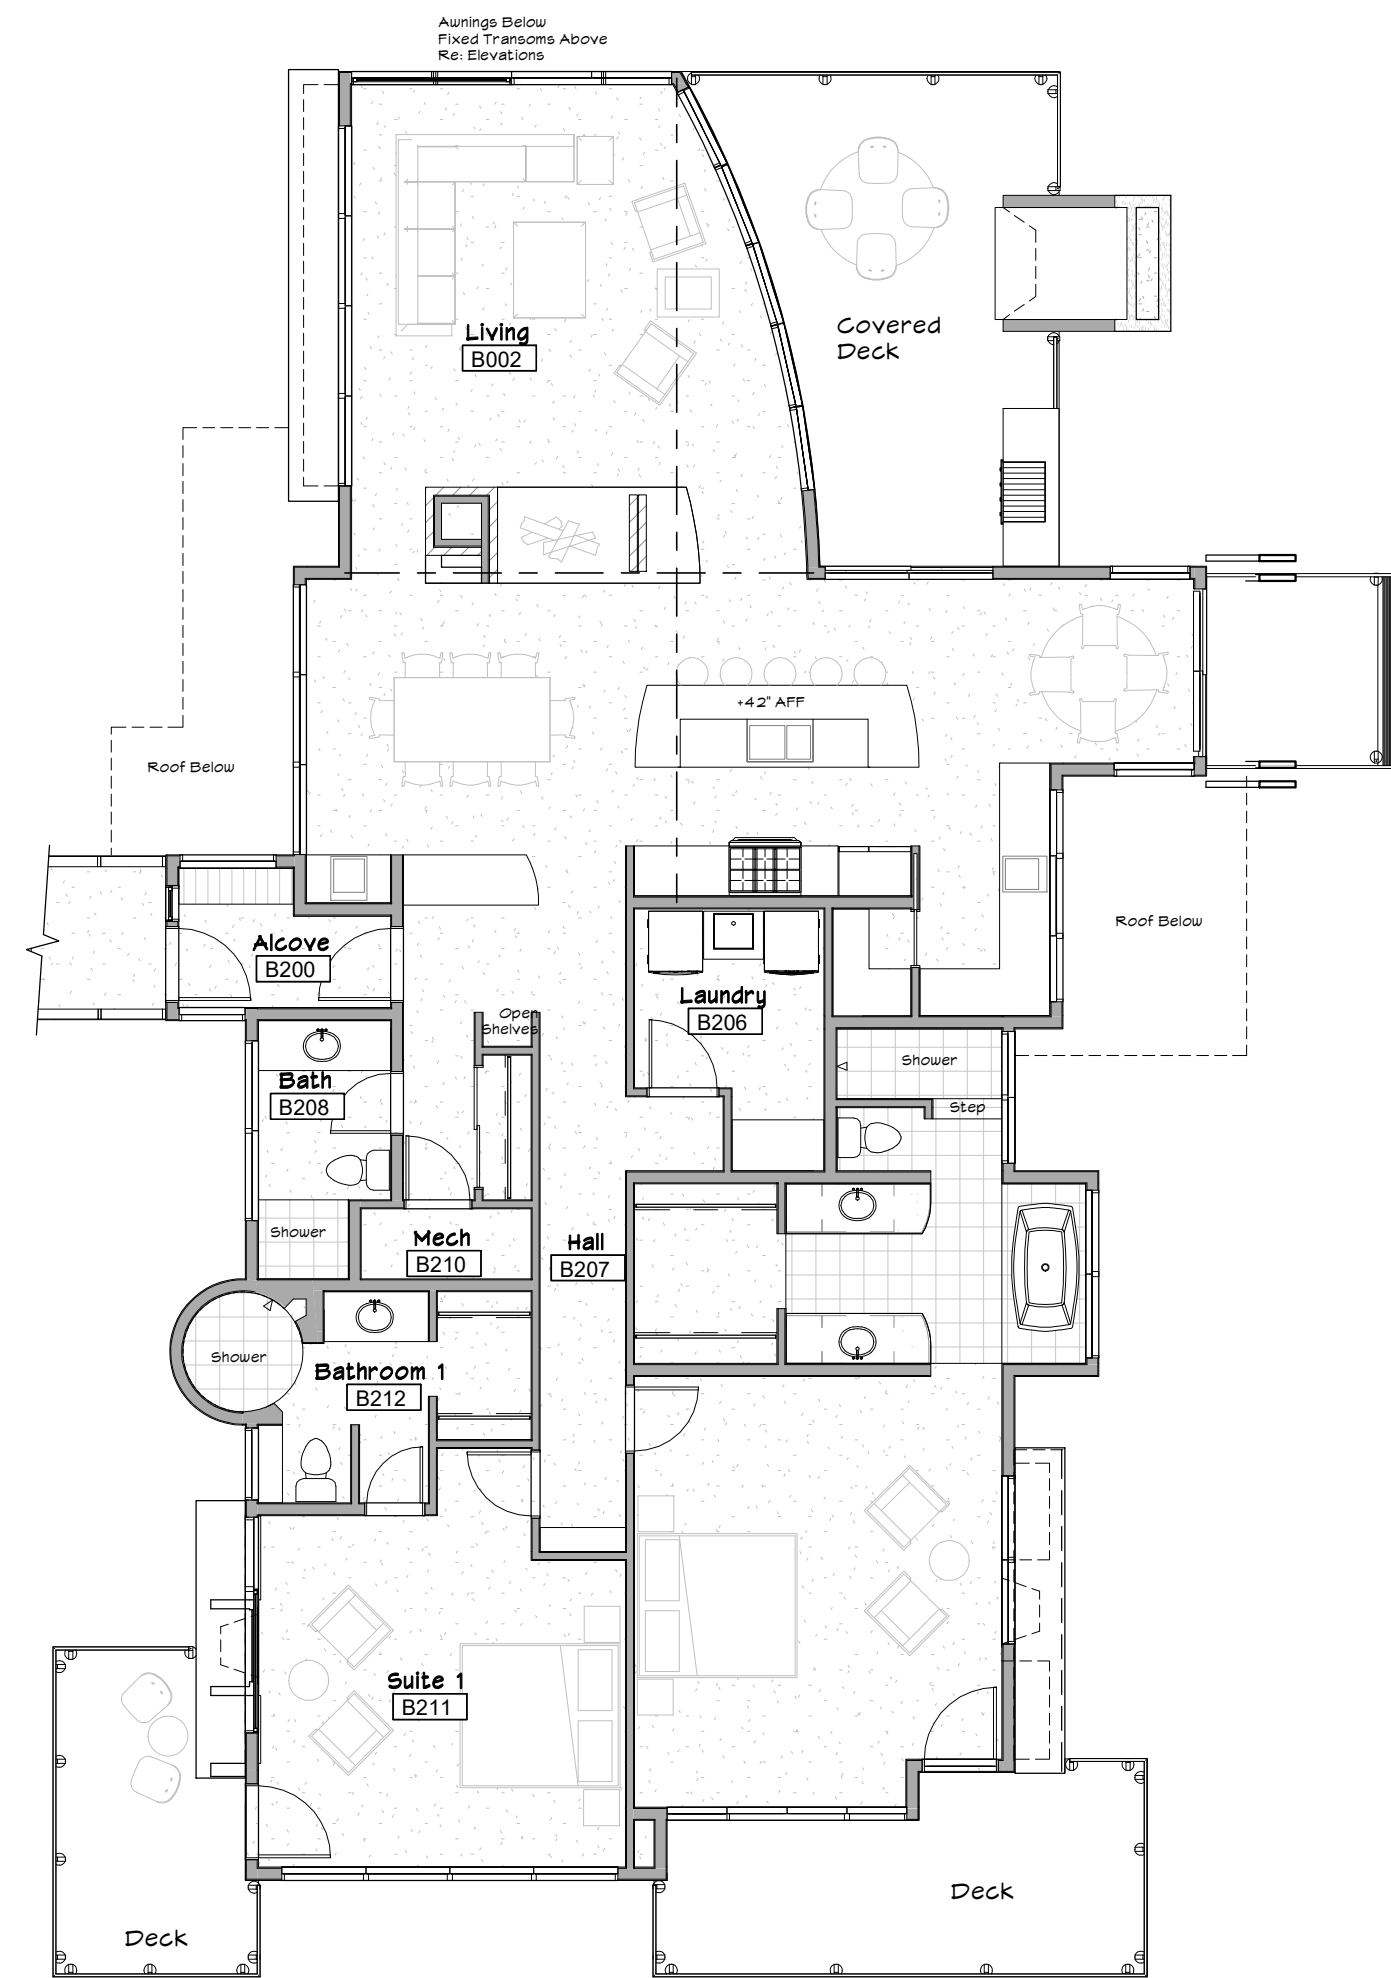 Awnings Below
Fixed Transoms Above
Re: Elevations
Living
B002
Covered
Deck
+42" AFF
Roof Below
Roof Below
Alcove
B200
Laundry
B206
Open
Shelves
Shower
Step
Bath
B208
Shower
Mech
B210
Hall
B207
Shower
Bathroom 1
B212
Suite 1
B211
Deck
Deck